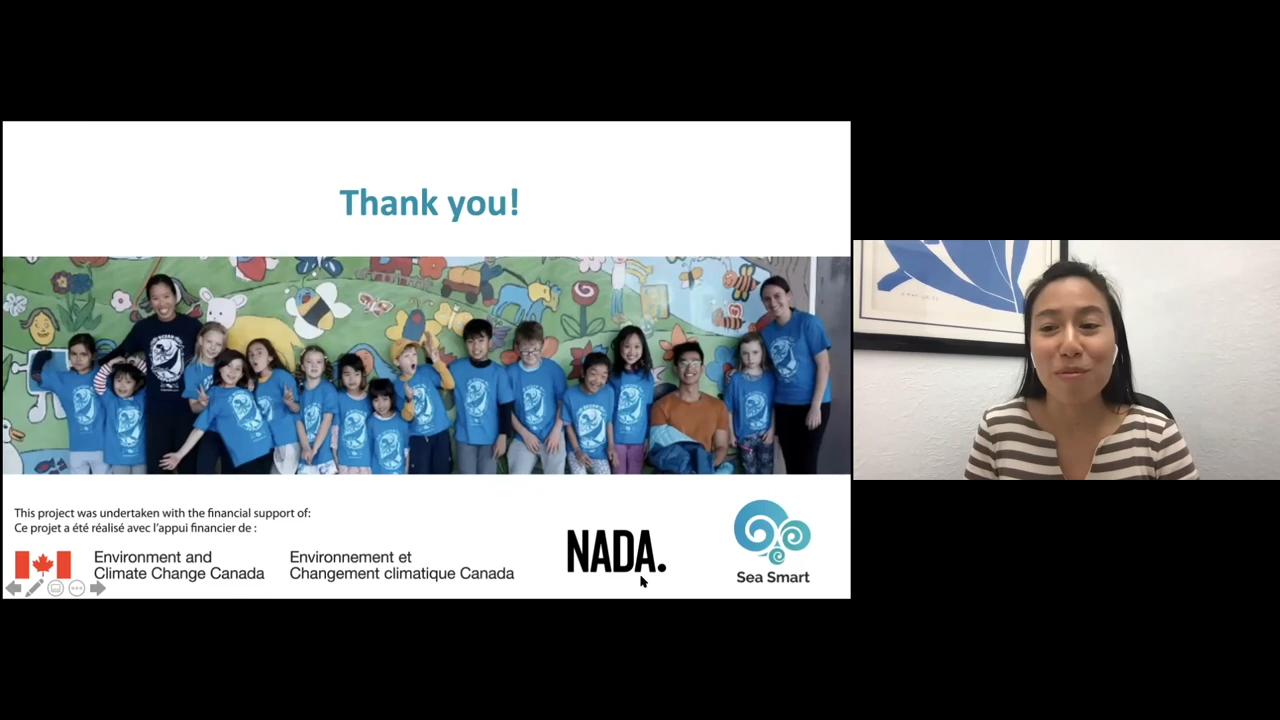 Thank you!
This project was undertaken with the financial support of:
Ce projet a été réalisé avec l'appui financier de :
Environment and
Climate Change Canada
Environnement et
Changement climatique Canada
NADA.
Sea Smart